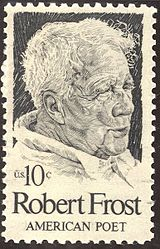 U.S. 10c
Robert Frost
AMERICAN POET